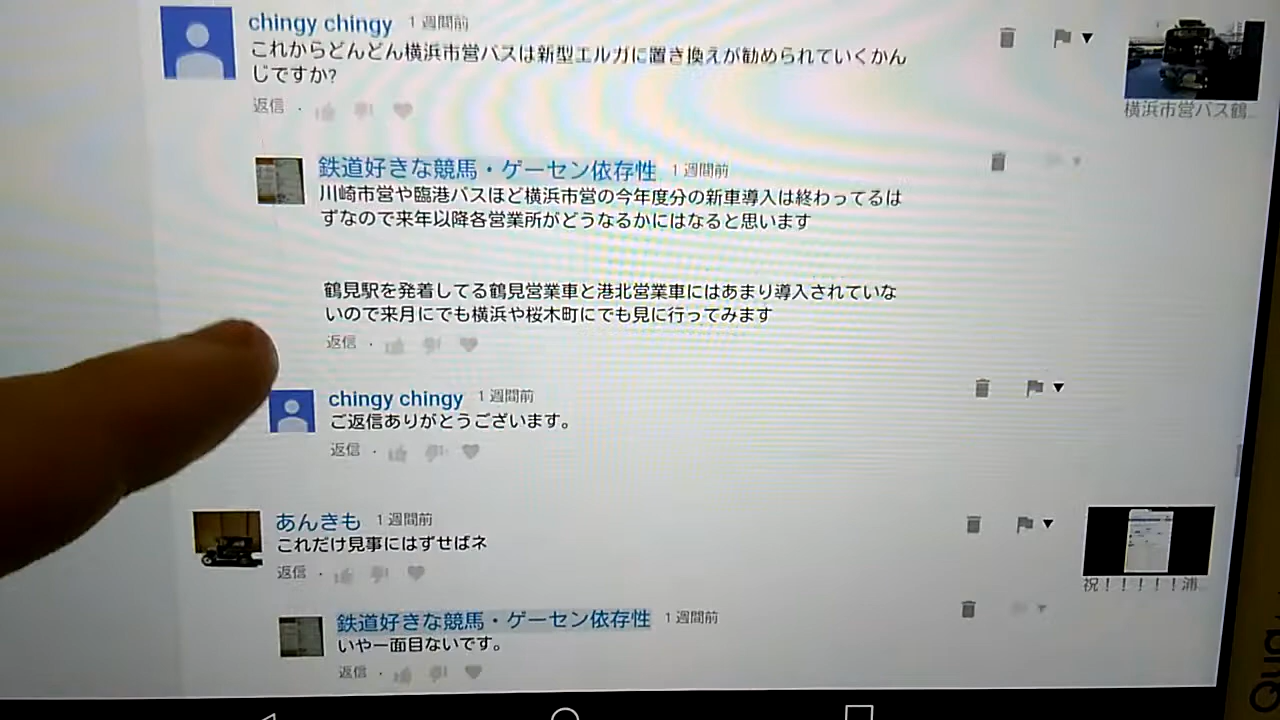 chingy chingy 1 週間前
これからどんどん横浜市営バスは新型エルガに置き換えが勧められていくかん
じですか?
返信 ·
横浜市営バス鶴...
鉄道好きな競馬・ゲーセン依存性 1 週間前
川崎市営や臨港バスほど横浜市営の今年度分の新車導入は終わってるは
ずなので来年以降各営業所がどうなるかにはなると思います
鶴見駅を発着してる鶴見営業車と港北営業車にはあまり導入されていな
いので来月にでも横浜や桜木町にでも見に行ってみます
返信 ·
chingy chingy 1 週間前
ご返信ありがとうございます。
返信 ·
あんきも 1 週間前
これだけ見事にはずせばネ
返信 ·
祝！！！！！浦...
鉄道好きな競馬・ゲーセン依存性 1 週間前
いや一面目ないです。
返信 ·